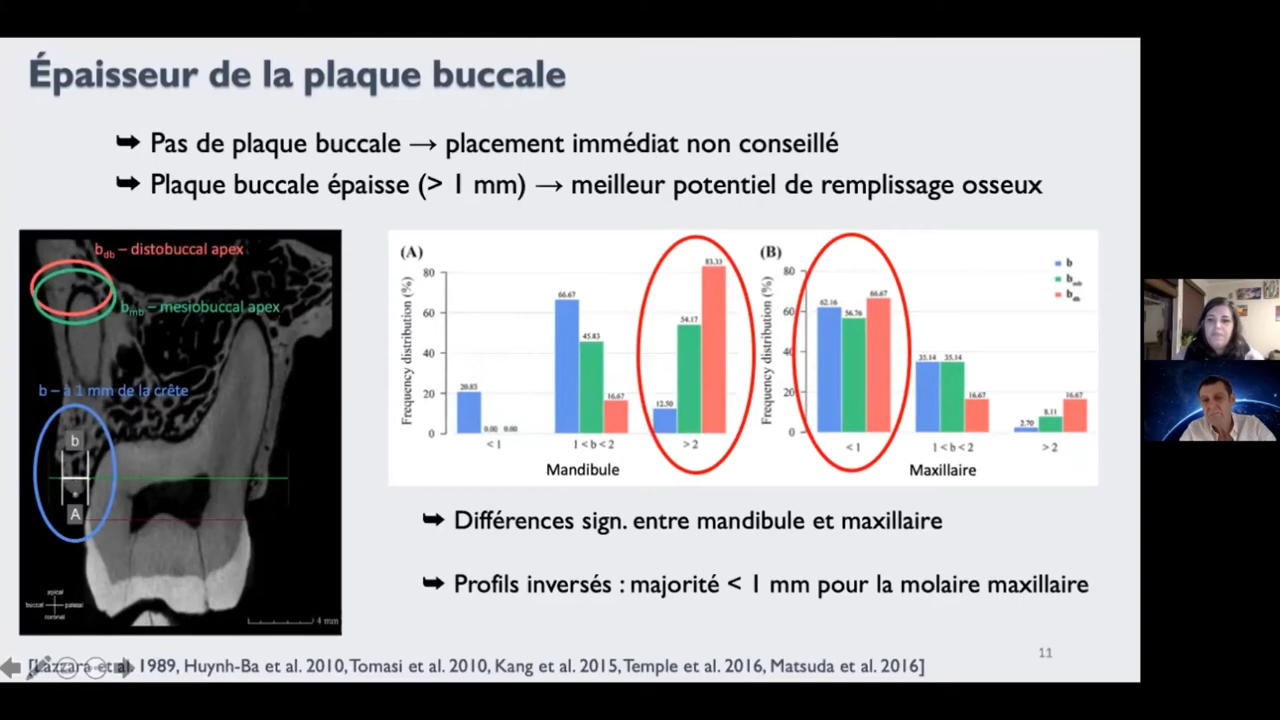 Épaisseur de la plaque buccale
➥ Pas de plaque buccale → placement immédiat non conseillé
➥ Plaque buccale épaisse (> 1 mm) → meilleur potentiel de remplissage osseux
b_db – distobuccal apex
b_mb – mesiobuccal apex
b – à 1 mm de la crête
b
A
apical
buccal
palatal
coronal
4 mm
(A)
Frequency distribution (%)
80
60
40
20
0
20.83
0.00
0.00
66.67
45.83
16.67
12.50
54.17
83.33
< 1
1 < b < 2
> 2
Mandibule
(B)
Frequency distribution (%)
80
60
40
20
0
62.16
56.76
66.67
35.14
35.14
16.67
2.70
8.11
16.67
< 1
1 < b < 2
> 2
Maxillaire
b
b_mb
b_db
➥ Différences sign. entre mandibule et maxillaire
➥ Profils inversés : majorité < 1 mm pour la molaire maxillaire
11
[Lazzara et al. 1989, Huynh-Ba et al. 2010, Tomasi et al. 2010, Kang et al. 2015, Temple et al. 2016, Matsuda et al. 2016]